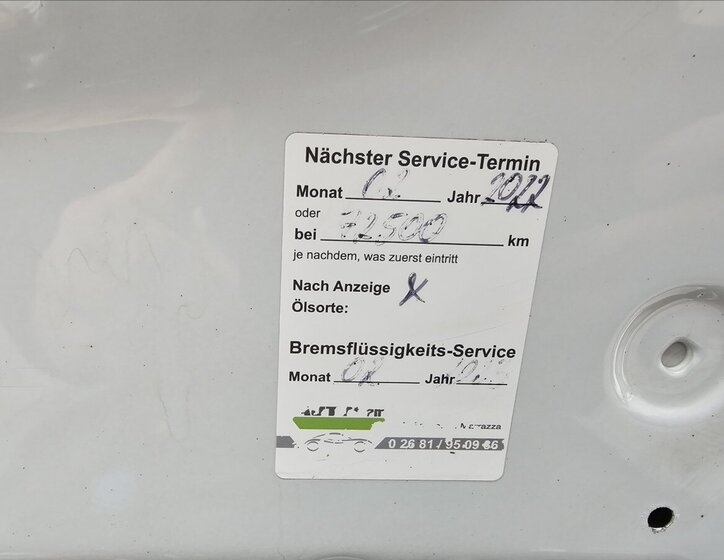 Nächster Service-Termin
Monat 02 Jahr 2022
oder
bei 72500 km
je nachdem, was zuerst eintritt
Nach Anzeige X
Ölsorte:
Bremsflüssigkeits-Service
Monat 02 Jahr
0 26 81 / 95 09 86